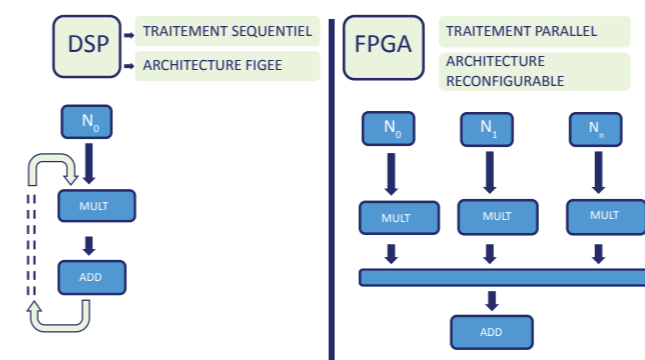 DSP
TRAITEMENT SEQUENTIEL
ARCHITECTURE FIGEE
N0
MULT
ADD
FPGA
TRAITEMENT PARALLEL
ARCHITECTURE
RECONFIGURABLE
N0
N1
Nn
MULT
MULT
MULT
ADD